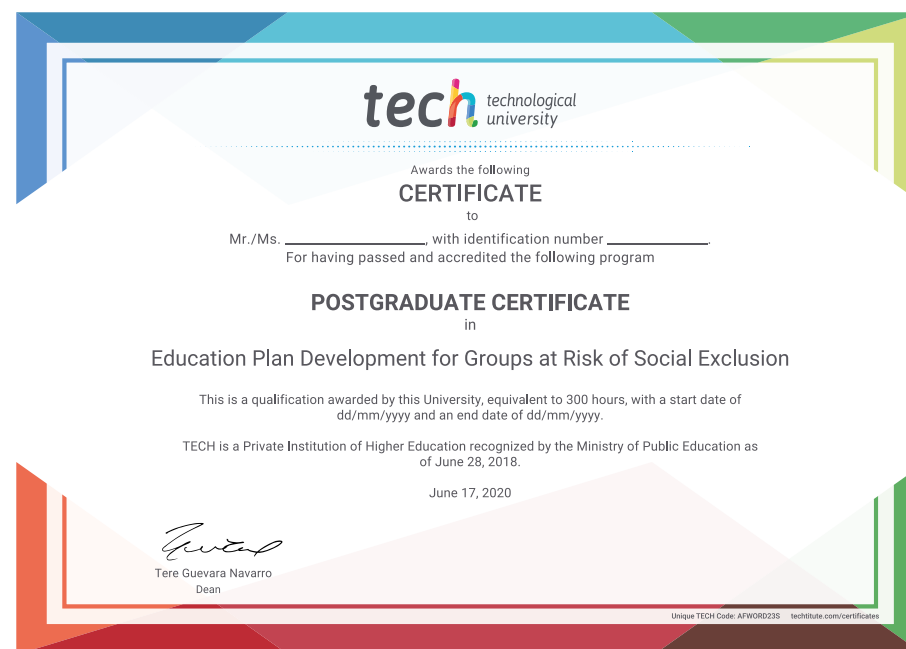 tech technological
university
Awards the following
CERTIFICATE
to
Mr./Ms. ________________, with identification number ____________.
For having passed and accredited the following program
POSTGRADUATE CERTIFICATE
in
Education Plan Development for Groups at Risk of Social Exclusion
This is a qualification awarded by this University, equivalent to 300 hours, with a start date of
dd/mm/yyyy and an end date of dd/mm/yyyy.
TECH is a Private Institution of Higher Education recognized by the Ministry of Public Education as
of June 28, 2018.
June 17, 2020
Tere Guevara Navarro
Dean
Unique TECH Code: AFWORD23S techtitute.com/certificates